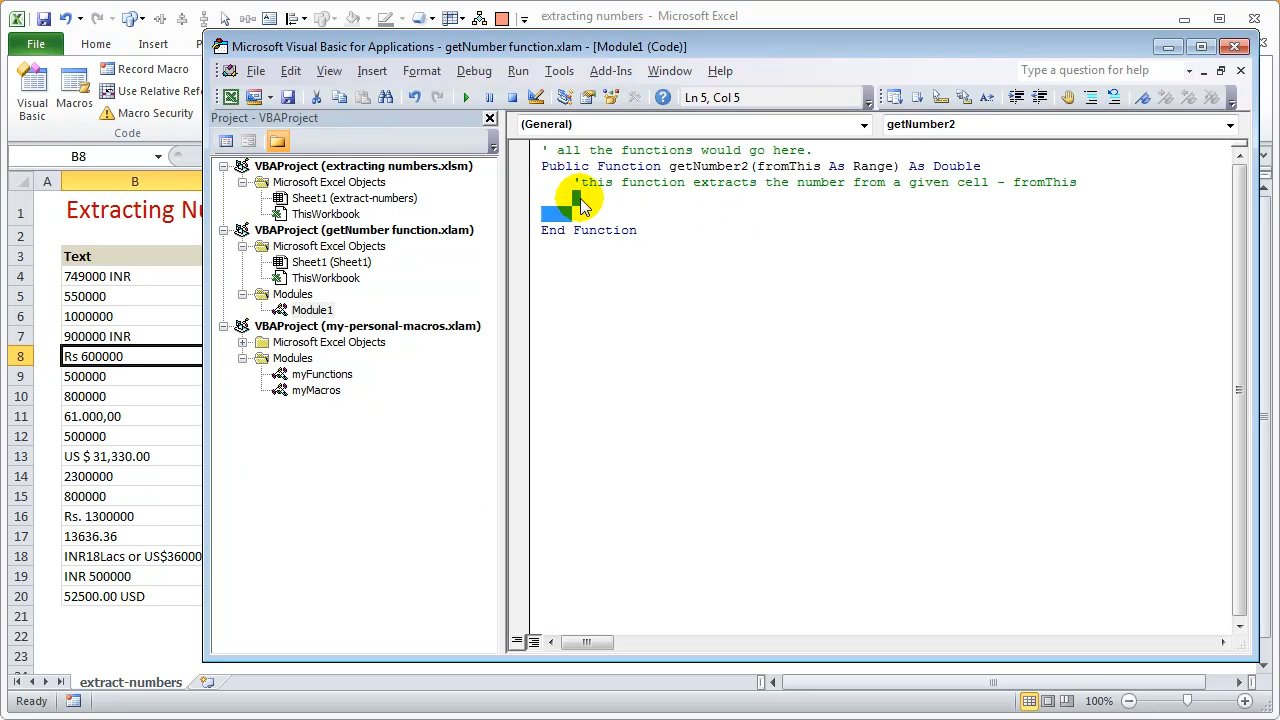 extracting numbers - Microsoft Excel
File Home Insert
Visual Basic
Macros
Record Macro
Use Relative Refe
Macro Security
Code
B8
A B
1 Extracting Nu
2
3 Text
4 749000 INR
5 550000
6 1000000
7 900000 INR
8 Rs 600000
9 500000
10 800000
11 61.000,00
12 500000
13 US $ 31,330.00
14 2300000
15 800000
16 Rs. 1300000
17 13636.36
18 INR18Lacs or US$36000
19 INR 500000
20 52500.00 USD
21
22
23
extract-numbers
Ready
100%
Microsoft Visual Basic for Applications - getNumber function.xlam - [Module1 (Code)]
File Edit View Insert Format Debug Run Tools Add-Ins Window Help
Type a question for help
Ln 5, Col 5
Project - VBAProject
VBAProject (extracting numbers.xlsm)
Microsoft Excel Objects
Sheet1 (extract-numbers)
ThisWorkbook
VBAProject (getNumber function.xlam)
Microsoft Excel Objects
Sheet1 (Sheet1)
ThisWorkbook
Modules
Module1
VBAProject (my-personal-macros.xlam)
Microsoft Excel Objects
Modules
myFunctions
myMacros
(General)
getNumber2
' all the functions would go here.
Public Function getNumber2(fromThis As Range) As Double
'this function extracts the number from a given cell - fromThis
End Function